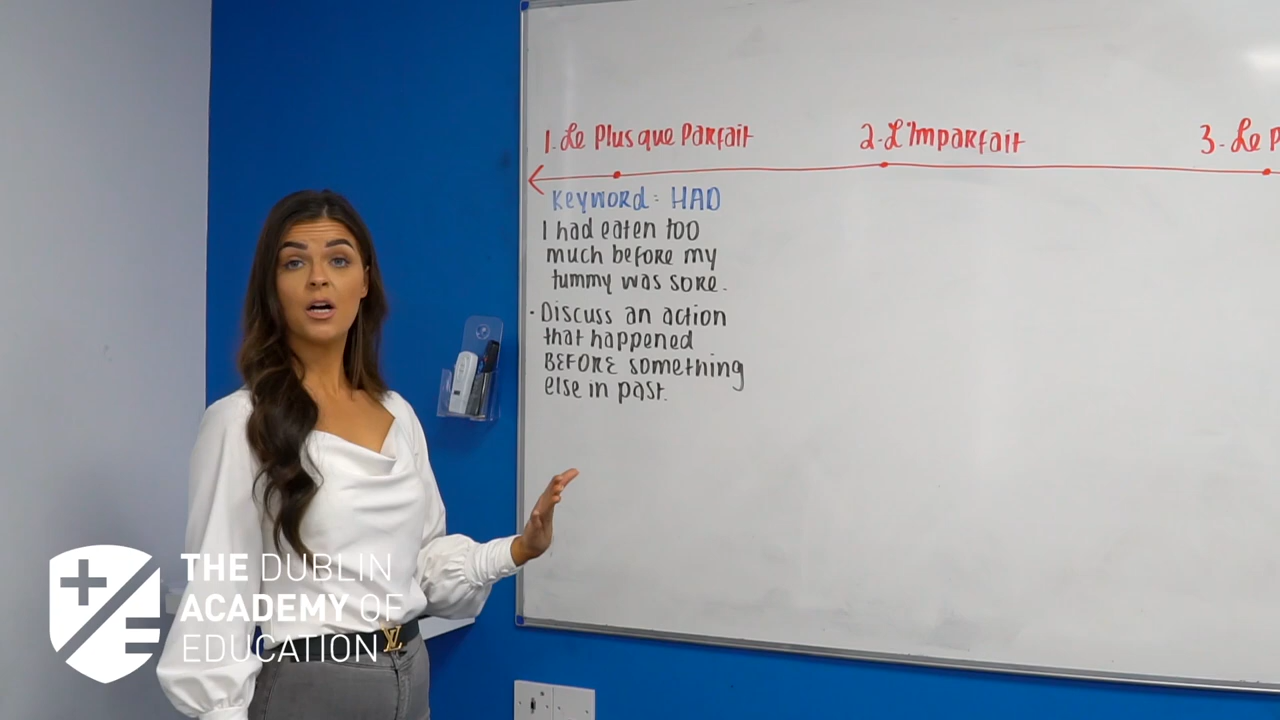 1. Le Plus que Parfait
2. L'Imparfait
3. Le P
Keyword = HAD
I had eaten too
much before my
tummy was sore.
· Discuss an action
that happened
BEFORE something
else in past.
THE DUBLIN
ACADEMY OF
EDUCATION